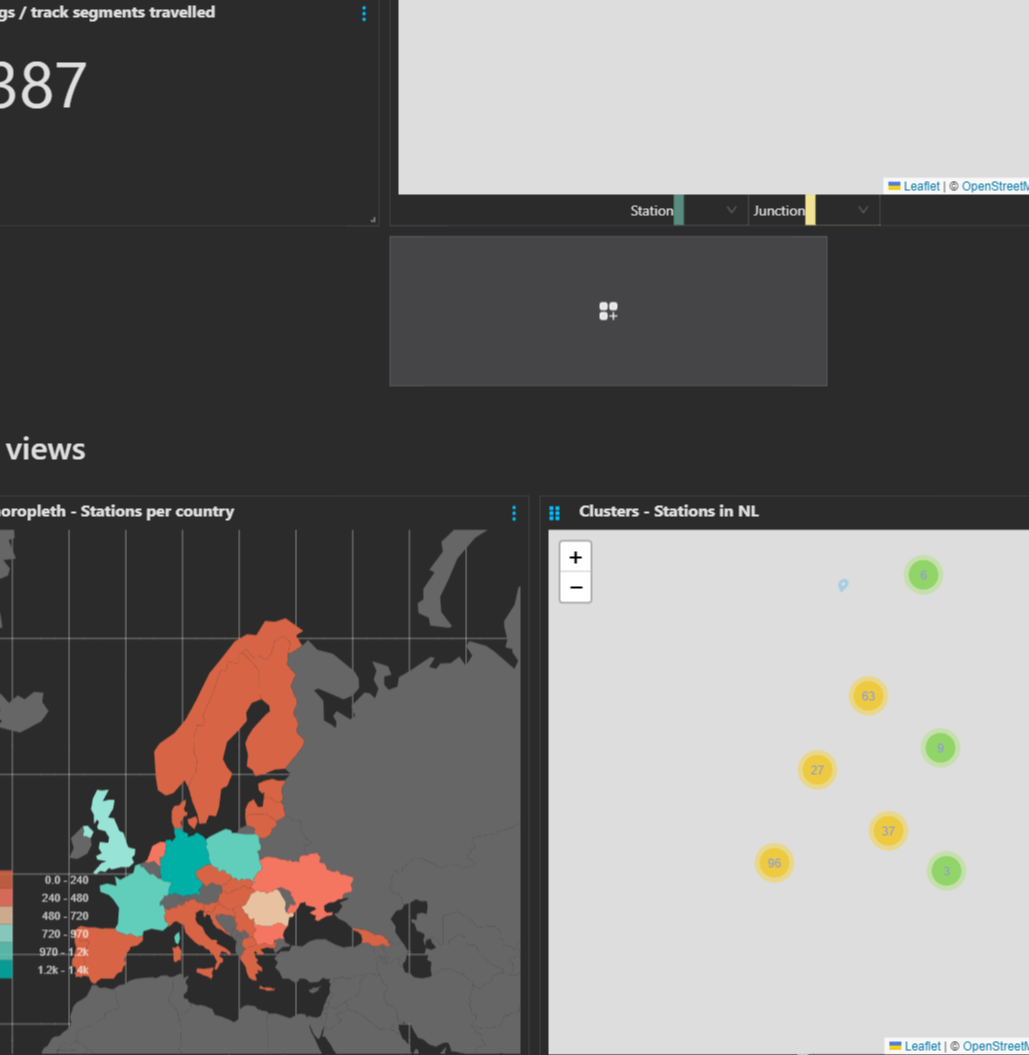 gs / track segments travelled
387
Leaflet | © OpenStreetM
Station
Junction
views
oropleth - Stations per country
Clusters - Stations in NL
+
−
6
63
9
27
37
96
3
0.0 - 240
240 - 480
480 - 720
720 - 970
970 - 1.2k
1.2k - 1.4k
Leaflet | © OpenStreetM